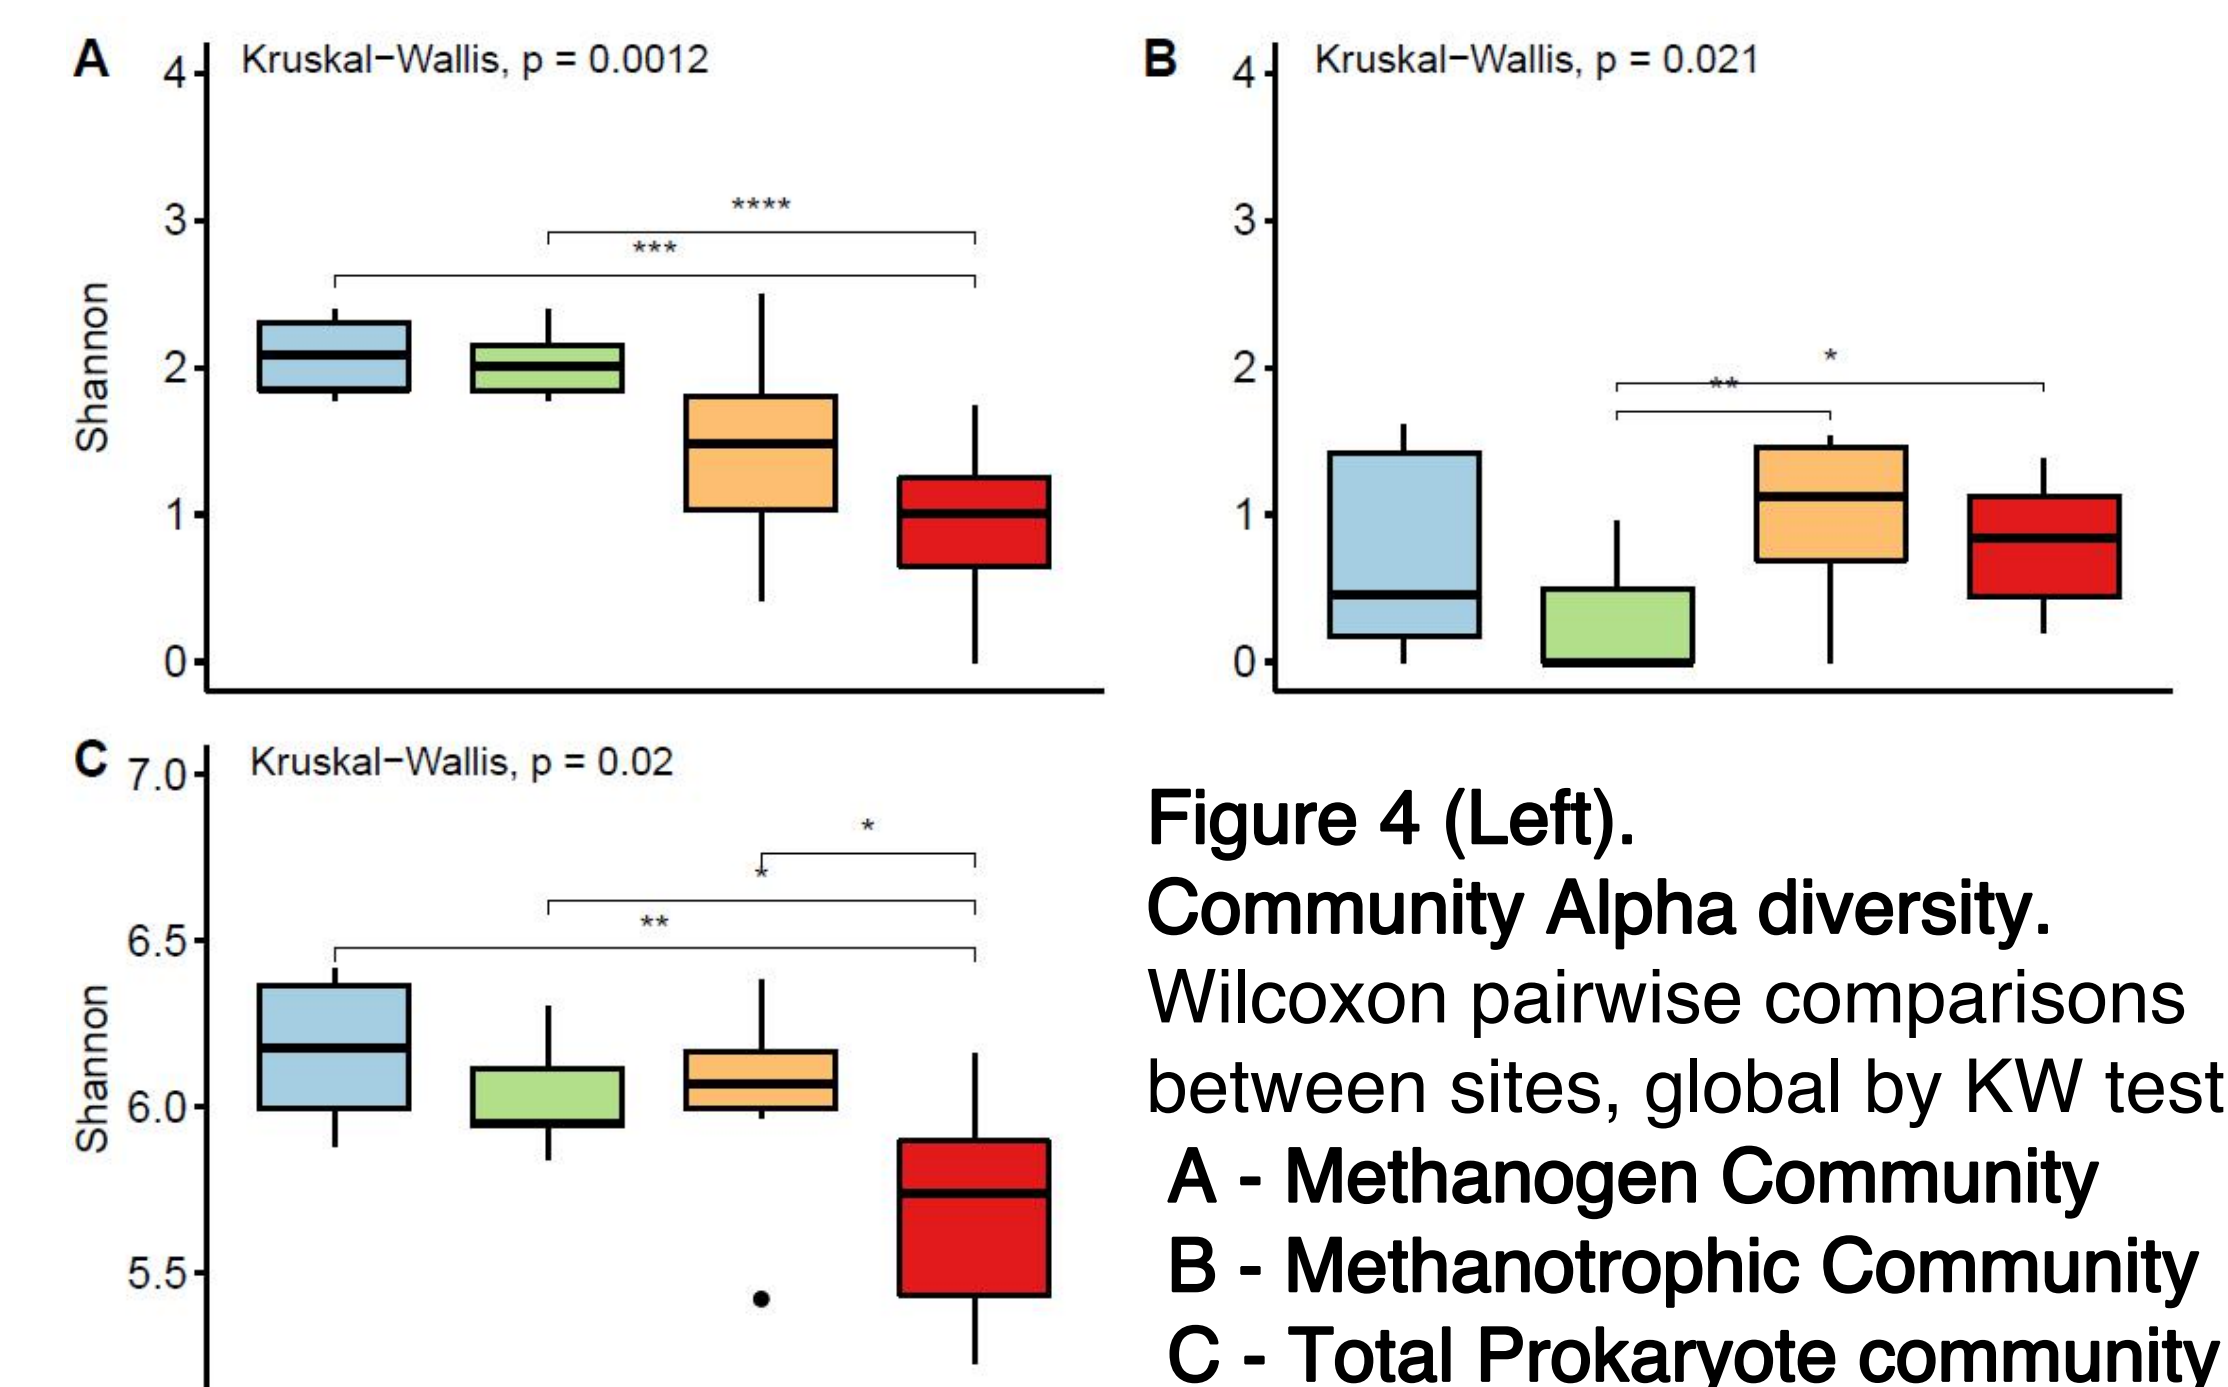 A
Kruskal−Wallis, p = 0.0012
4
3
2
1
0
Shannon
****
***
B
Kruskal−Wallis, p = 0.021
4
3
2
1
0
*
**
C
Kruskal−Wallis, p = 0.02
7.0
6.5
6.0
5.5
Shannon
*
*
**
Figure 4 (Left).
Community Alpha diversity.
Wilcoxon pairwise comparisons
between sites, global by KW test
A - Methanogen Community
B - Methanotrophic Community
C - Total Prokaryote community